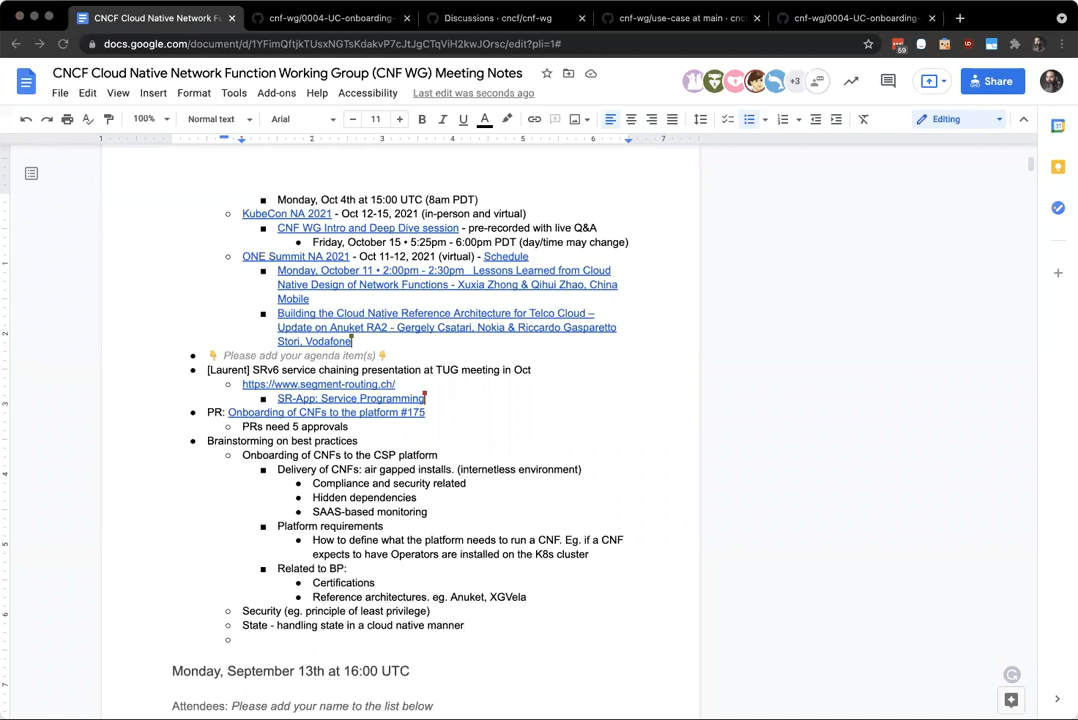 CNCF Cloud Native Network F
cnf-wg/0004-UC-onboarding-
Discussions · cncf/cnf-wg
cnf-wg/use-case at main · cnc
cnf-wg/0004-UC-onboarding-
docs.google.com/document/d/1YFimQftjkTUsxNGTsKdakvP7cJtJgCTqViH2kwJOrsc/edit?pli=1#
CNCF Cloud Native Network Function Working Group (CNF WG) Meeting Notes
+3
Share
File Edit View Insert Format Tools Add-ons Help Accessibility Last edit was seconds ago
100% Normal text Arial 11 B I U A Editing
1 2 3 4 5 6 7
Monday, Oct 4th at 15:00 UTC (8am PDT)
KubeCon NA 2021 - Oct 12-15, 2021 (in-person and virtual)
CNF WG Intro and Deep Dive session - pre-recorded with live Q&A
Friday, October 15 • 5:25pm - 6:00pm PDT (day/time may change)
ONE Summit NA 2021 - Oct 11-12, 2021 (virtual) - Schedule
Monday, October 11 • 2:00pm - 2:30pm Lessons Learned from Cloud
Native Design of Network Functions - Xuxia Zhong & Qihui Zhao, China
Mobile
Building the Cloud Native Reference Architecture for Telco Cloud –
Update on Anuket RA2 - Gergely Csatari, Nokia & Riccardo Gasparetto
Stori, Vodafone
👇 Please add your agenda item(s) 👇
[Laurent] SRv6 service chaining presentation at TUG meeting in Oct
https://www.segment-routing.ch/
SR-App: Service Programming
PR: Onboarding of CNFs to the platform #175
PRs need 5 approvals
Brainstorming on best practices
Onboarding of CNFs to the CSP platform
Delivery of CNFs: air gapped installs. (internetless environment)
Compliance and security related
Hidden dependencies
SAAS-based monitoring
Platform requirements
How to define what the platform needs to run a CNF. Eg. if a CNF
expects to have Operators are installed on the K8s cluster
Related to BP:
Certifications
Reference architectures. eg. Anuket, XGVela
Security (eg. principle of least privilege)
State - handling state in a cloud native manner
Monday, September 13th at 16:00 UTC
Attendees: Please add your name to the list below